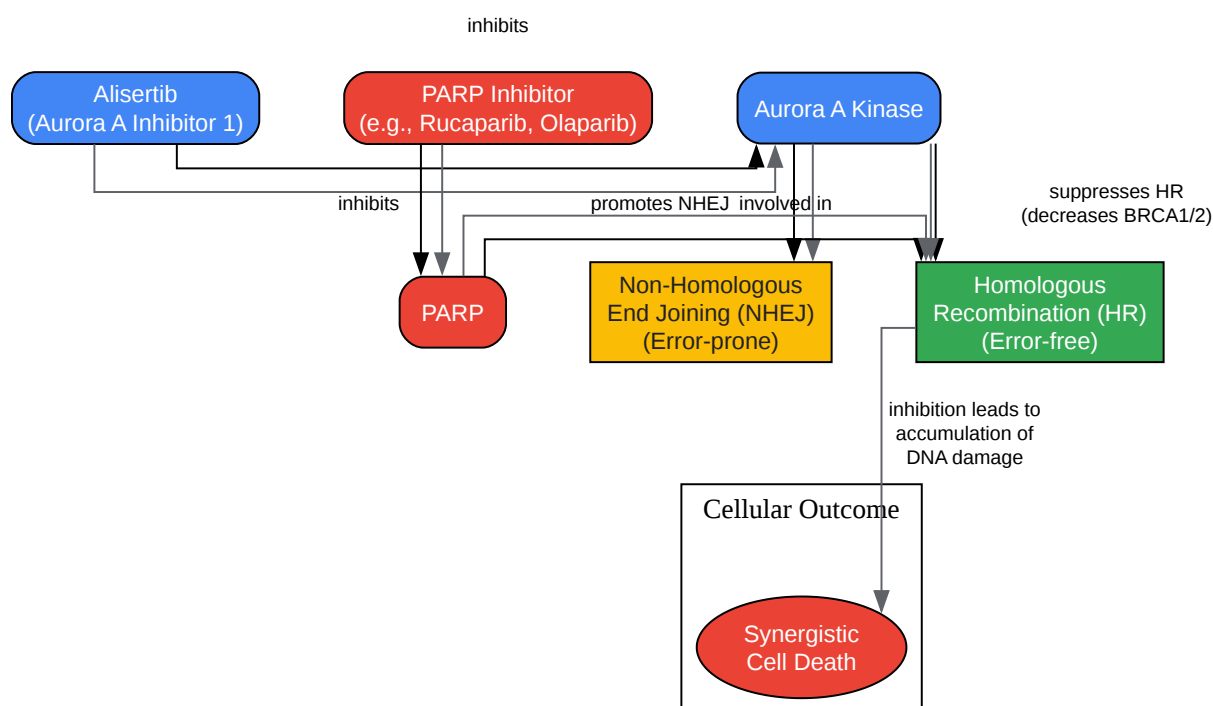 inhibits
Alisertib
(Aurora A Inhibitor 1)
PARP Inhibitor
(e.g., Rucaparib, Olaparib)
Aurora A Kinase
inhibits
promotes NHEJ
involved in
suppresses HR
(decreases BRCA1/2)
PARP
Non-Homologous
End Joining (NHEJ)
(Error-prone)
Homologous
Recombination (HR)
(Error-free)
inhibition leads to
accumulation of
DNA damage
Cellular Outcome
Synergistic
Cell Death